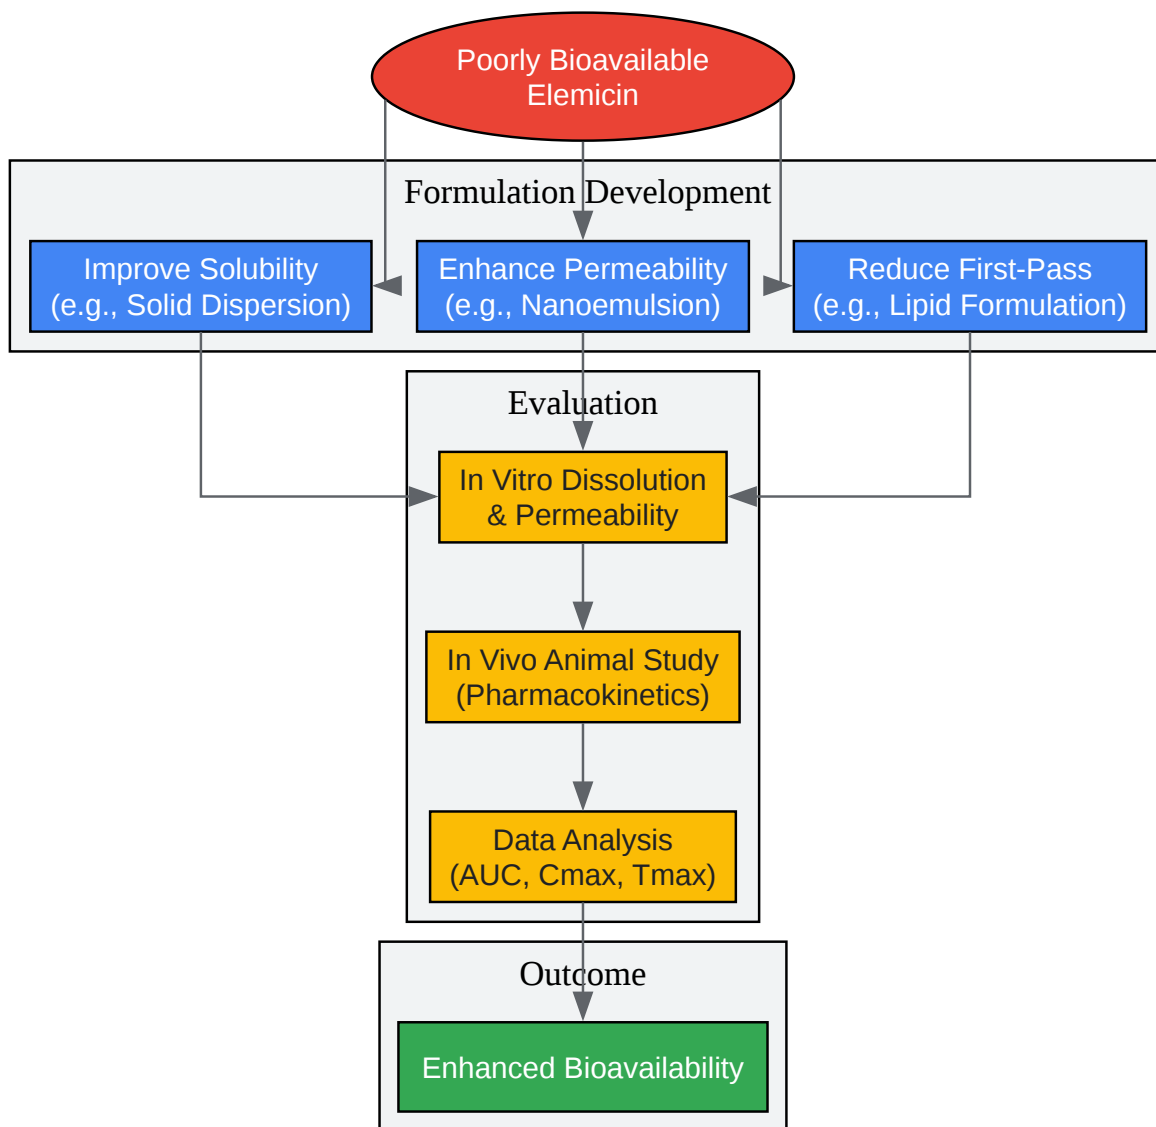 Poorly Bioavailable
Elemicin
Formulation Development
Improve Solubility
(e.g., Solid Dispersion)
Enhance Permeability
(e.g., Nanoemulsion)
Reduce First-Pass
(e.g., Lipid Formulation)
Evaluation
In Vitro Dissolution
& Permeability
In Vivo Animal Study
(Pharmacokinetics)
Data Analysis
(AUC, Cmax, Tmax)
Outcome
Enhanced Bioavailability